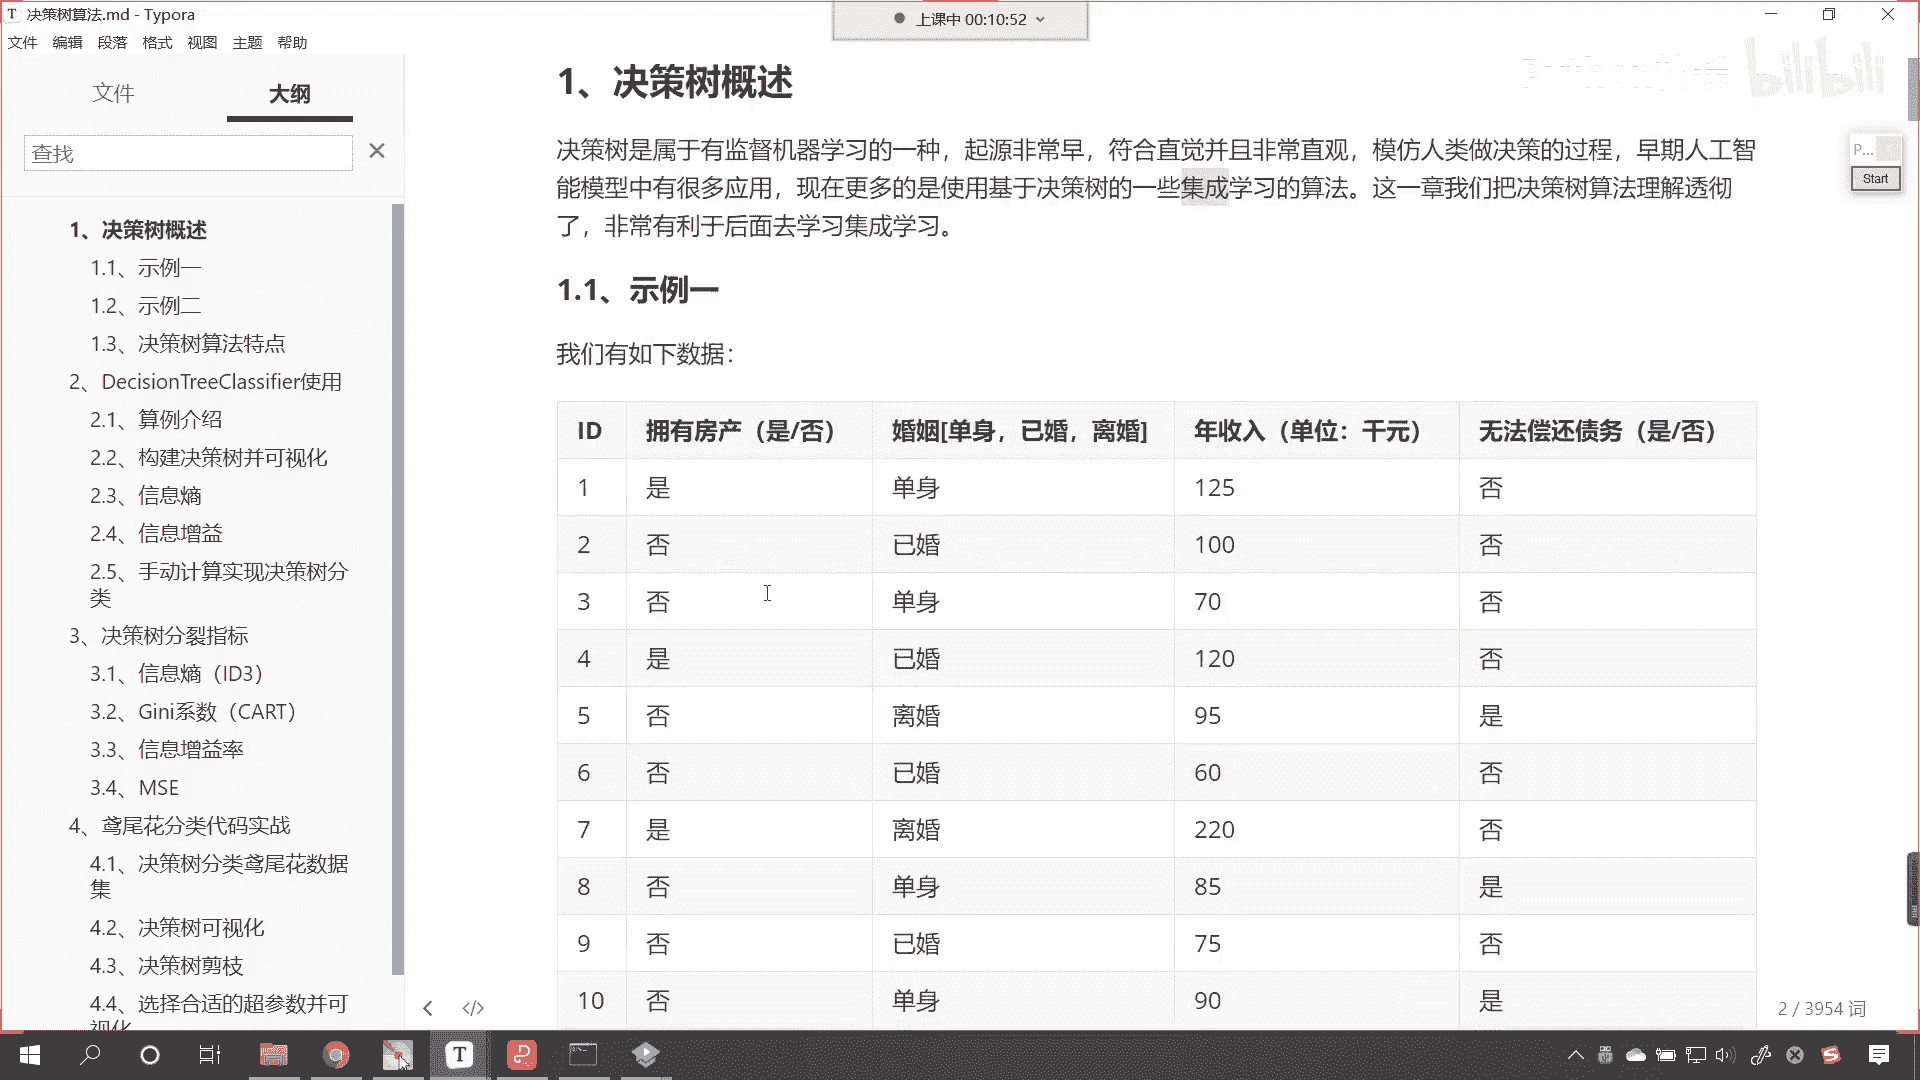 决策树算法.md - Typora
上课中 00:10:52
文件 编辑 段落 格式 视图 主题 帮助
文件 大纲
查找
1、决策树概述
1.1、示例一
1.2、示例二
1.3、决策树算法特点
2、DecisionTreeClassifier使用
2.1、算例介绍
2.2、构建决策树并可视化
2.3、信息熵
2.4、信息增益
2.5、手动计算实现决策树分
类
3、决策树分裂指标
3.1、信息熵（ID3）
3.2、Gini系数（CART）
3.3、信息增益率
3.4、MSE
4、鸢尾花分类代码实战
4.1、决策树分类鸢尾花数据
集
4.2、决策树可视化
4.3、决策树剪枝
4.4、选择合适的超参数并可
视化
1、决策树概述
决策树是属于有监督机器学习的一种，起源非常早，符合直觉并且非常直观，模仿人类做决策的过程，早期人工智
能模型中有很多应用，现在更多的是使用基于决策树的一些集成学习的算法。这一章我们把决策树算法理解透彻
了，非常有利于后面去学习集成学习。
1.1、示例一
我们有如下数据：
ID 拥有房产（是/否） 婚姻[单身，已婚，离婚] 年收入（单位：千元） 无法偿还债务（是/否）
1 是 单身 125 否
2 否 已婚 100 否
3 否 单身 70 否
4 是 已婚 120 否
5 否 离婚 95 是
6 否 已婚 60 否
7 是 离婚 220 否
8 否 单身 85 是
9 否 已婚 75 否
10 否 单身 90 是
2 / 3954 词
bilibili
P...
Start